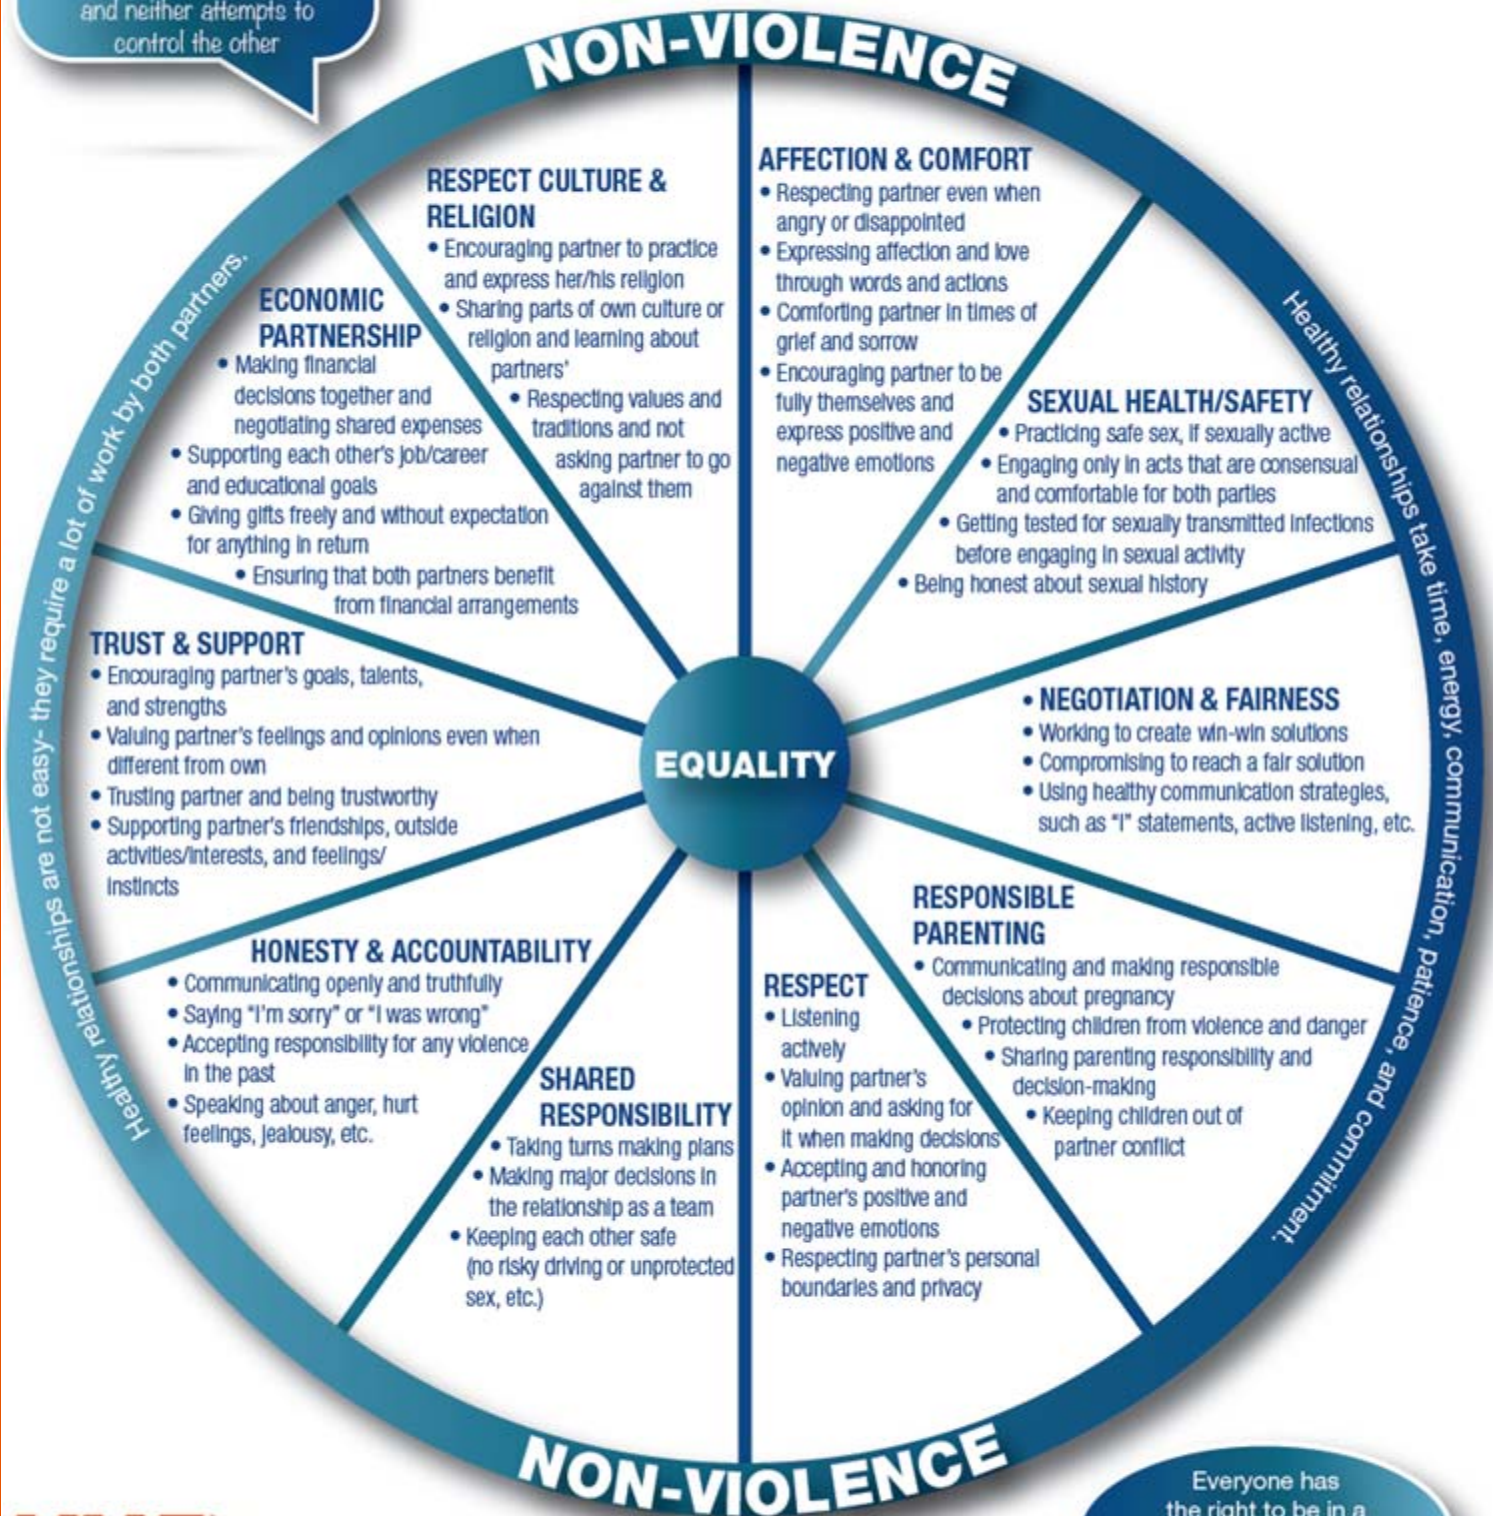 and neither attempts to
control the other
NON-VIOLENCE
AFFECTION & COMFORT
• Respecting partner even when
angry or disappointed
• Expressing affection and love
through words and actions
• Comforting partner in times of
grief and sorrow
• Encouraging partner to be
fully themselves and
express positive and
negative emotions
SEXUAL HEALTH/SAFETY
• Practicing safe sex, if sexually active
• Engaging only in acts that are consensual
and comfortable for both parties
• Getting tested for sexually transmitted infections
before engaging in sexual activity
• Being honest about sexual history
• NEGOTIATION & FAIRNESS
• Working to create win-win solutions
• Compromising to reach a fair solution
• Using healthy communication strategies,
such as "I" statements, active listening, etc.
RESPONSIBLE
PARENTING
• Communicating and making responsible
decisions about pregnancy
• Protecting children from violence and danger
• Sharing parenting responsibility and
decision-making
• Keeping children out of
partner conflict
RESPECT
• Listening
actively
• Valuing partner's
opinion and asking for
it when making decisions
• Accepting and honoring
partner's positive and
negative emotions
• Respecting partner's personal
boundaries and privacy
SHARED
RESPONSIBILITY
• Taking turns making plans
• Making major decisions in
the relationship as a team
• Keeping each other safe
(no risky driving or unprotected
sex, etc.)
HONESTY & ACCOUNTABILITY
• Communicating openly and truthfully
• Saying "I'm sorry" or "I was wrong"
• Accepting responsibility for any violence
in the past
• Speaking about anger, hurt
feelings, jealousy, etc.
TRUST & SUPPORT
• Encouraging partner's goals, talents,
and strengths
• Valuing partner's feelings and opinions even when
different from own
• Trusting partner and being trustworthy
• Supporting partner's friendships, outside
activities/interests, and feelings/
instincts
ECONOMIC
PARTNERSHIP
• Making financial
decisions together and
negotiating shared expenses
• Supporting each other's job/career
and educational goals
• Giving gifts freely and without expectation
for anything in return
• Ensuring that both partners benefit
from financial arrangements
RESPECT CULTURE &
RELIGION
• Encouraging partner to practice
and express her/his religion
• Sharing parts of own culture or
religion and learning about
partners'
• Respecting values and
traditions and not
asking partner to go
against them
EQUALITY
Healthy relationships are not easy- they require a lot of work by both partners.
Healthy relationships take time, energy, communication, patience, and commitment.
NON-VIOLENCE
Everyone has
the right to be in a